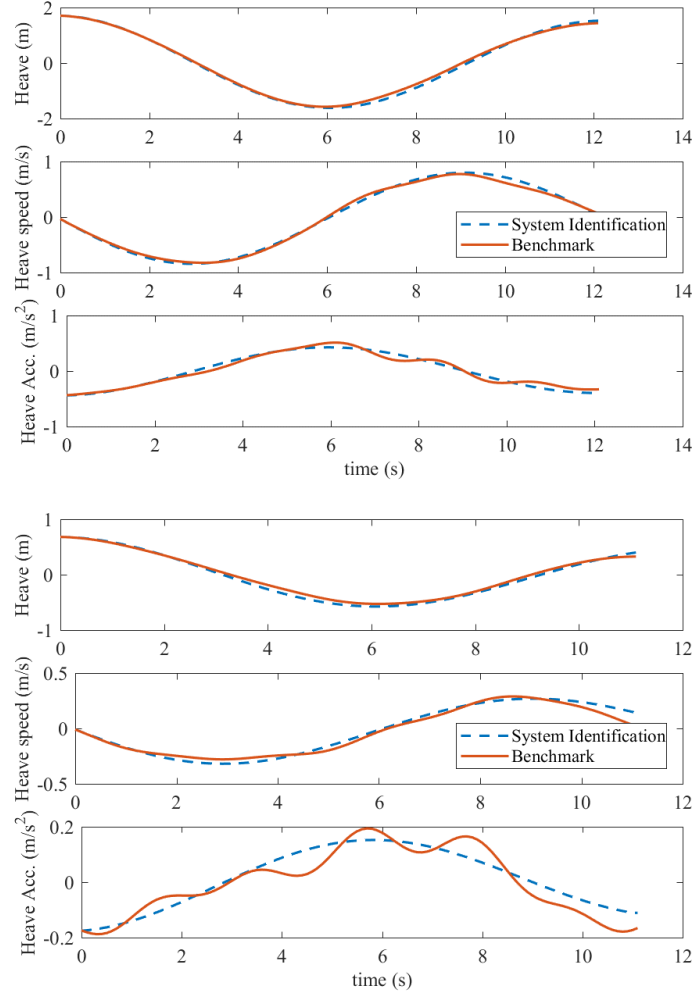 2
0
-2
Heave (m)
0 2 4 6 8 10 12 14
1
0
-1
Heave speed (m/s)
System Identification
Benchmark
0 2 4 6 8 10 12 14
1
0
-1
Heave Acc. (m/s²)
0 2 4 6 8 10 12 14
time (s)
1
0
-1
Heave (m)
0 2 4 6 8 10 12
0.5
0
-0.5
Heave speed (m/s)
System Identification
Benchmark
0 2 4 6 8 10 12
0.2
0
-0.2
Heave Acc. (m/s²)
0 2 4 6 8 10 12
time (s)